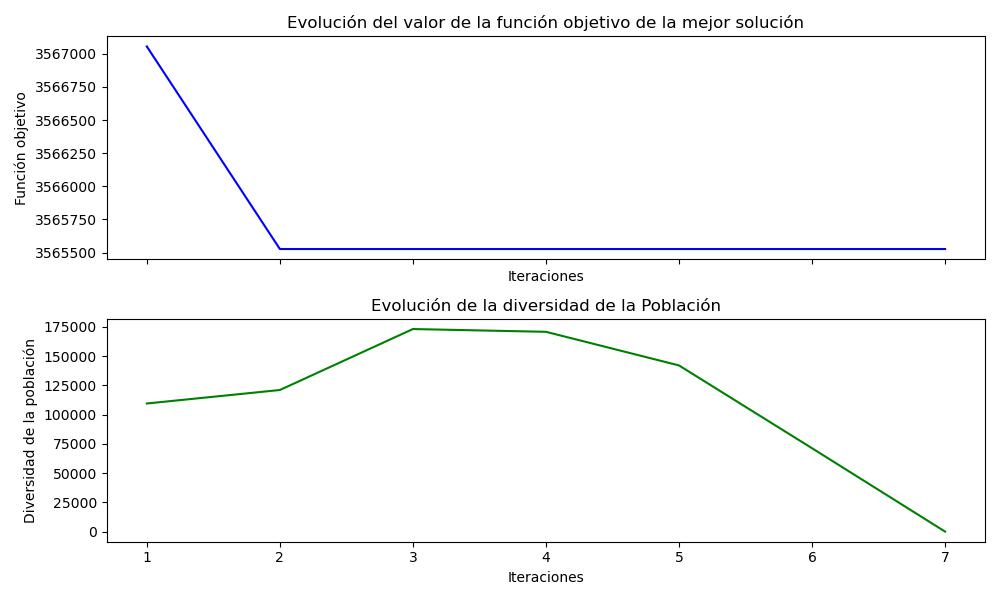 Evolución del valor de la función objetivo de la mejor solución
Función objetivo
3567000
3566750
3566500
3566250
3566000
3565750
3565500
Iteraciones
Evolución de la diversidad de la Población
Diversidad de la población
175000
150000
125000
100000
75000
50000
25000
0
1 2 3 4 5 6 7
Iteraciones